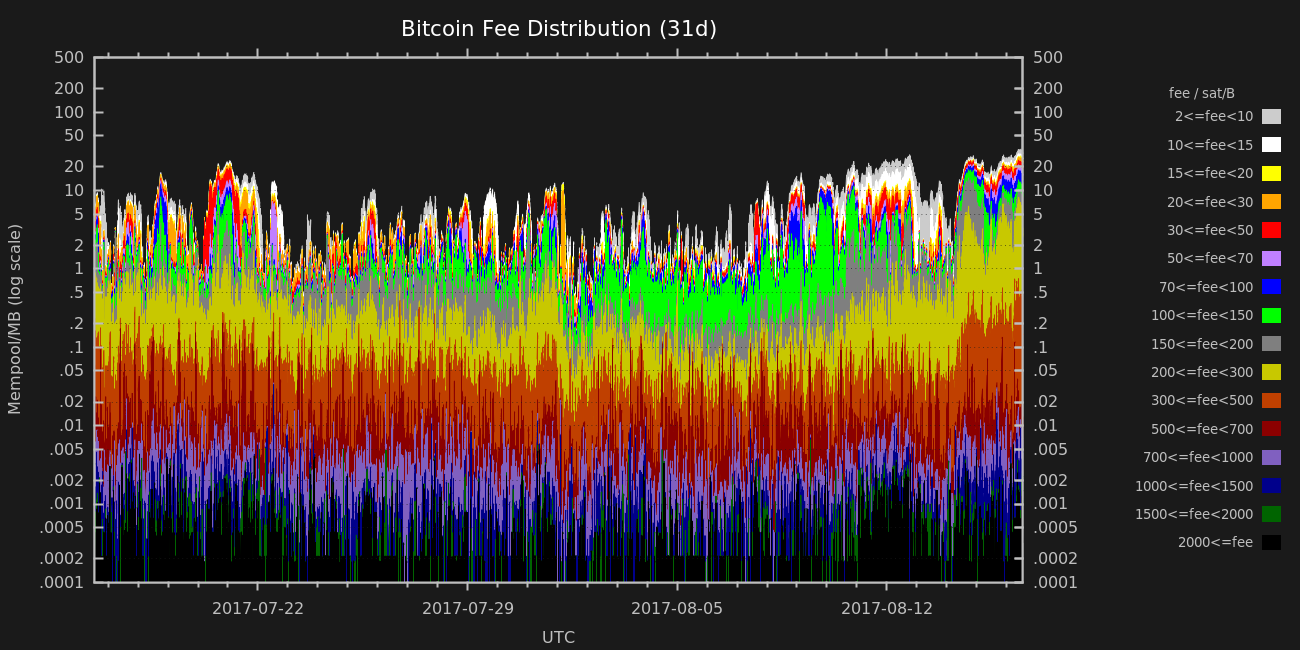 Bitcoin Fee Distribution (31d)
500
200
100
50
20
10
5
2
1
.5
.2
.1
.05
.02
.01
.005
.002
.001
.0005
.0002
.0001
Mempool/MB (log scale)
500
200
100
50
20
10
5
2
1
.5
.2
.1
.05
.02
.01
.005
.002
.001
.0005
.0002
.0001
2017-07-22 2017-07-29 2017-08-05 2017-08-12
UTC
fee / sat/B
2<=fee<10
10<=fee<15
15<=fee<20
20<=fee<30
30<=fee<50
50<=fee<70
70<=fee<100
100<=fee<150
150<=fee<200
200<=fee<300
300<=fee<500
500<=fee<700
700<=fee<1000
1000<=fee<1500
1500<=fee<2000
2000<=fee